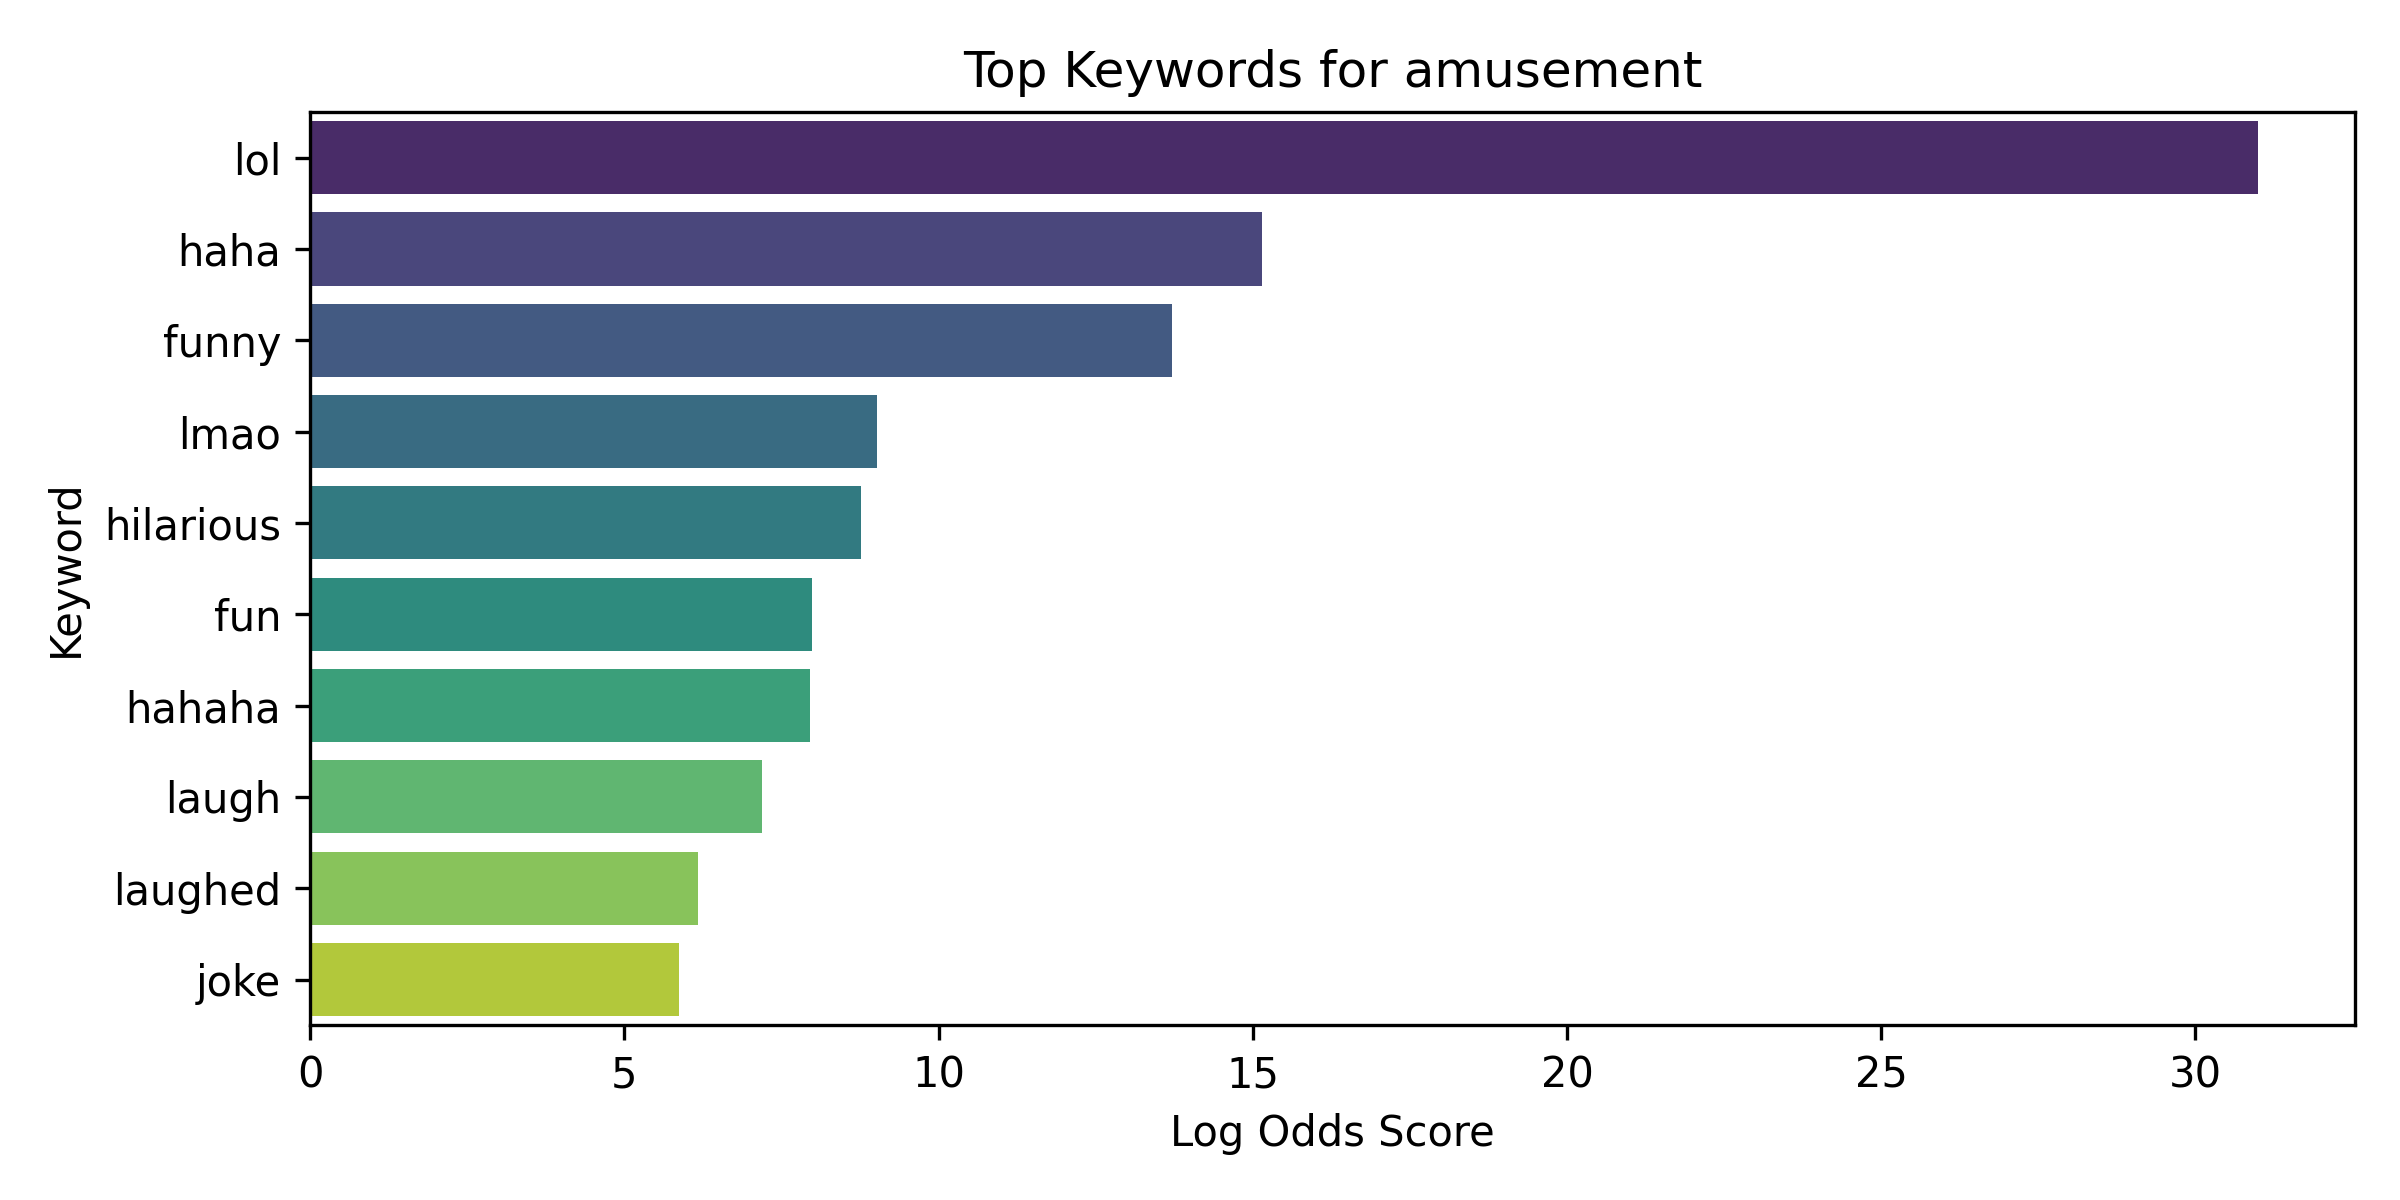 Top Keywords for amusement
lol
haha
funny
lmao
hilarious
fun
hahaha
laugh
laughed
joke
Keyword
0 5 10 15 20 25 30
Log Odds Score